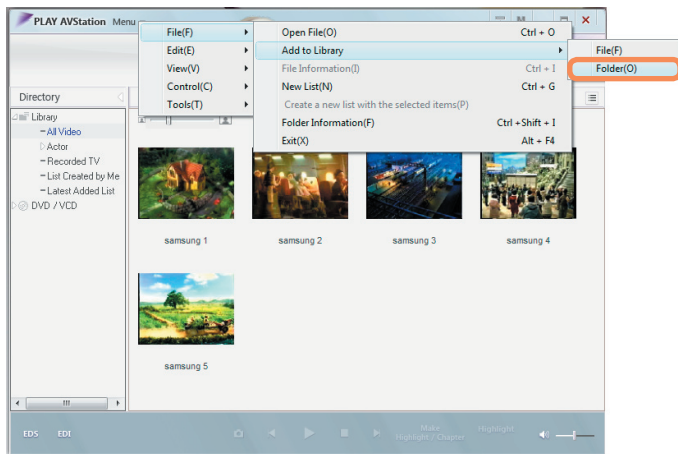 PLAY AVStation Menu
File(F)
Edit(E)
View(V)
Control(C)
Tools(T)
Open File(O) Ctrl + O
Add to Library
File Information(I) Ctrl + I
New List(N) Ctrl + G
Create a new list with the selected items(P)
Folder Information(F) Ctrl +Shift + I
Exit(X) Alt + F4
File(F)
Folder(O)
Directory
Library
All Video
Actor
Recorded TV
List Created by Me
Latest Added List
DVD / VCD
samsung 1
samsung 2
samsung 3
samsung 4
samsung 5
EDS EDI
Make
Highlight / Chapter
Highlight